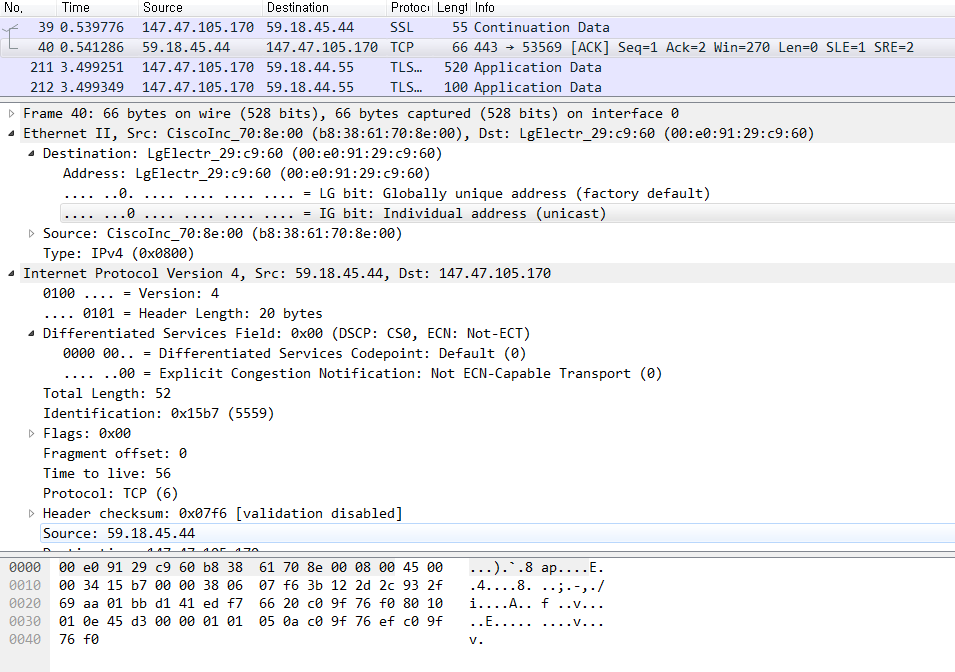 No. Time Source Destination Protoc Lengt Info
39 0.539776 147.47.105.170 59.18.45.44 SSL 55 Continuation Data
40 0.541286 59.18.45.44 147.47.105.170 TCP 66 443 → 53569 [ACK] Seq=1 Ack=2 Win=270 Len=0 SLE=1 SRE=2
211 3.499251 147.47.105.170 59.18.44.55 TLS… 520 Application Data
212 3.499349 147.47.105.170 59.18.44.55 TLS… 100 Application Data
Frame 40: 66 bytes on wire (528 bits), 66 bytes captured (528 bits) on interface 0
Ethernet II, Src: CiscoInc_70:8e:00 (b8:38:61:70:8e:00), Dst: LgElectr_29:c9:60 (00:e0:91:29:c9:60)
Destination: LgElectr_29:c9:60 (00:e0:91:29:c9:60)
Address: LgElectr_29:c9:60 (00:e0:91:29:c9:60)
.... ..0. .... .... .... .... = LG bit: Globally unique address (factory default)
.... ...0 .... .... .... .... = IG bit: Individual address (unicast)
Source: CiscoInc_70:8e:00 (b8:38:61:70:8e:00)
Type: IPv4 (0x0800)
Internet Protocol Version 4, Src: 59.18.45.44, Dst: 147.47.105.170
0100 .... = Version: 4
.... 0101 = Header Length: 20 bytes
Differentiated Services Field: 0x00 (DSCP: CS0, ECN: Not-ECT)
0000 00.. = Differentiated Services Codepoint: Default (0)
.... ..00 = Explicit Congestion Notification: Not ECN-Capable Transport (0)
Total Length: 52
Identification: 0x15b7 (5559)
Flags: 0x00
Fragment offset: 0
Time to live: 56
Protocol: TCP (6)
Header checksum: 0x07f6 [validation disabled]
Source: 59.18.45.44
Destination: 147.47.105.170
0000 00 e0 91 29 c9 60 b8 38 61 70 8e 00 08 00 45 00 ...).`.8 ap....E.
0010 00 34 15 b7 00 00 38 06 07 f6 3b 12 2d 2c 93 2f .4....8. ..;.-,./
0020 69 aa 01 bb d1 41 ed f7 66 20 c0 9f 76 f0 80 10 i....A.. f ..v...
0030 01 0e 45 d3 00 00 01 01 05 0a c0 9f 76 ef c0 9f ..E..... ....v...
0040 76 f0 v.